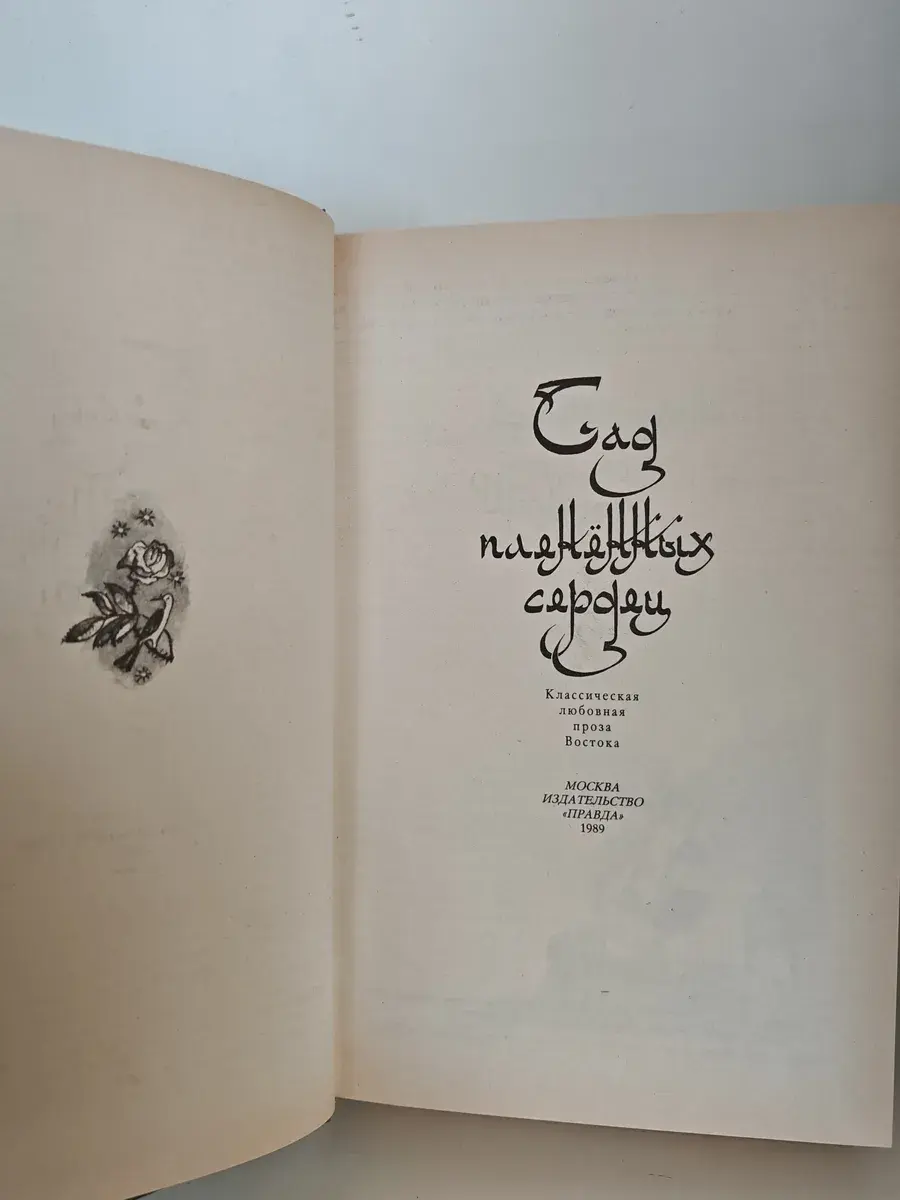 Сад
пленённых
сердец
Классическая
любовная
проза
Востока
МОСКВА
ИЗДАТЕЛЬСТВО
«ПРАВДА»
1989